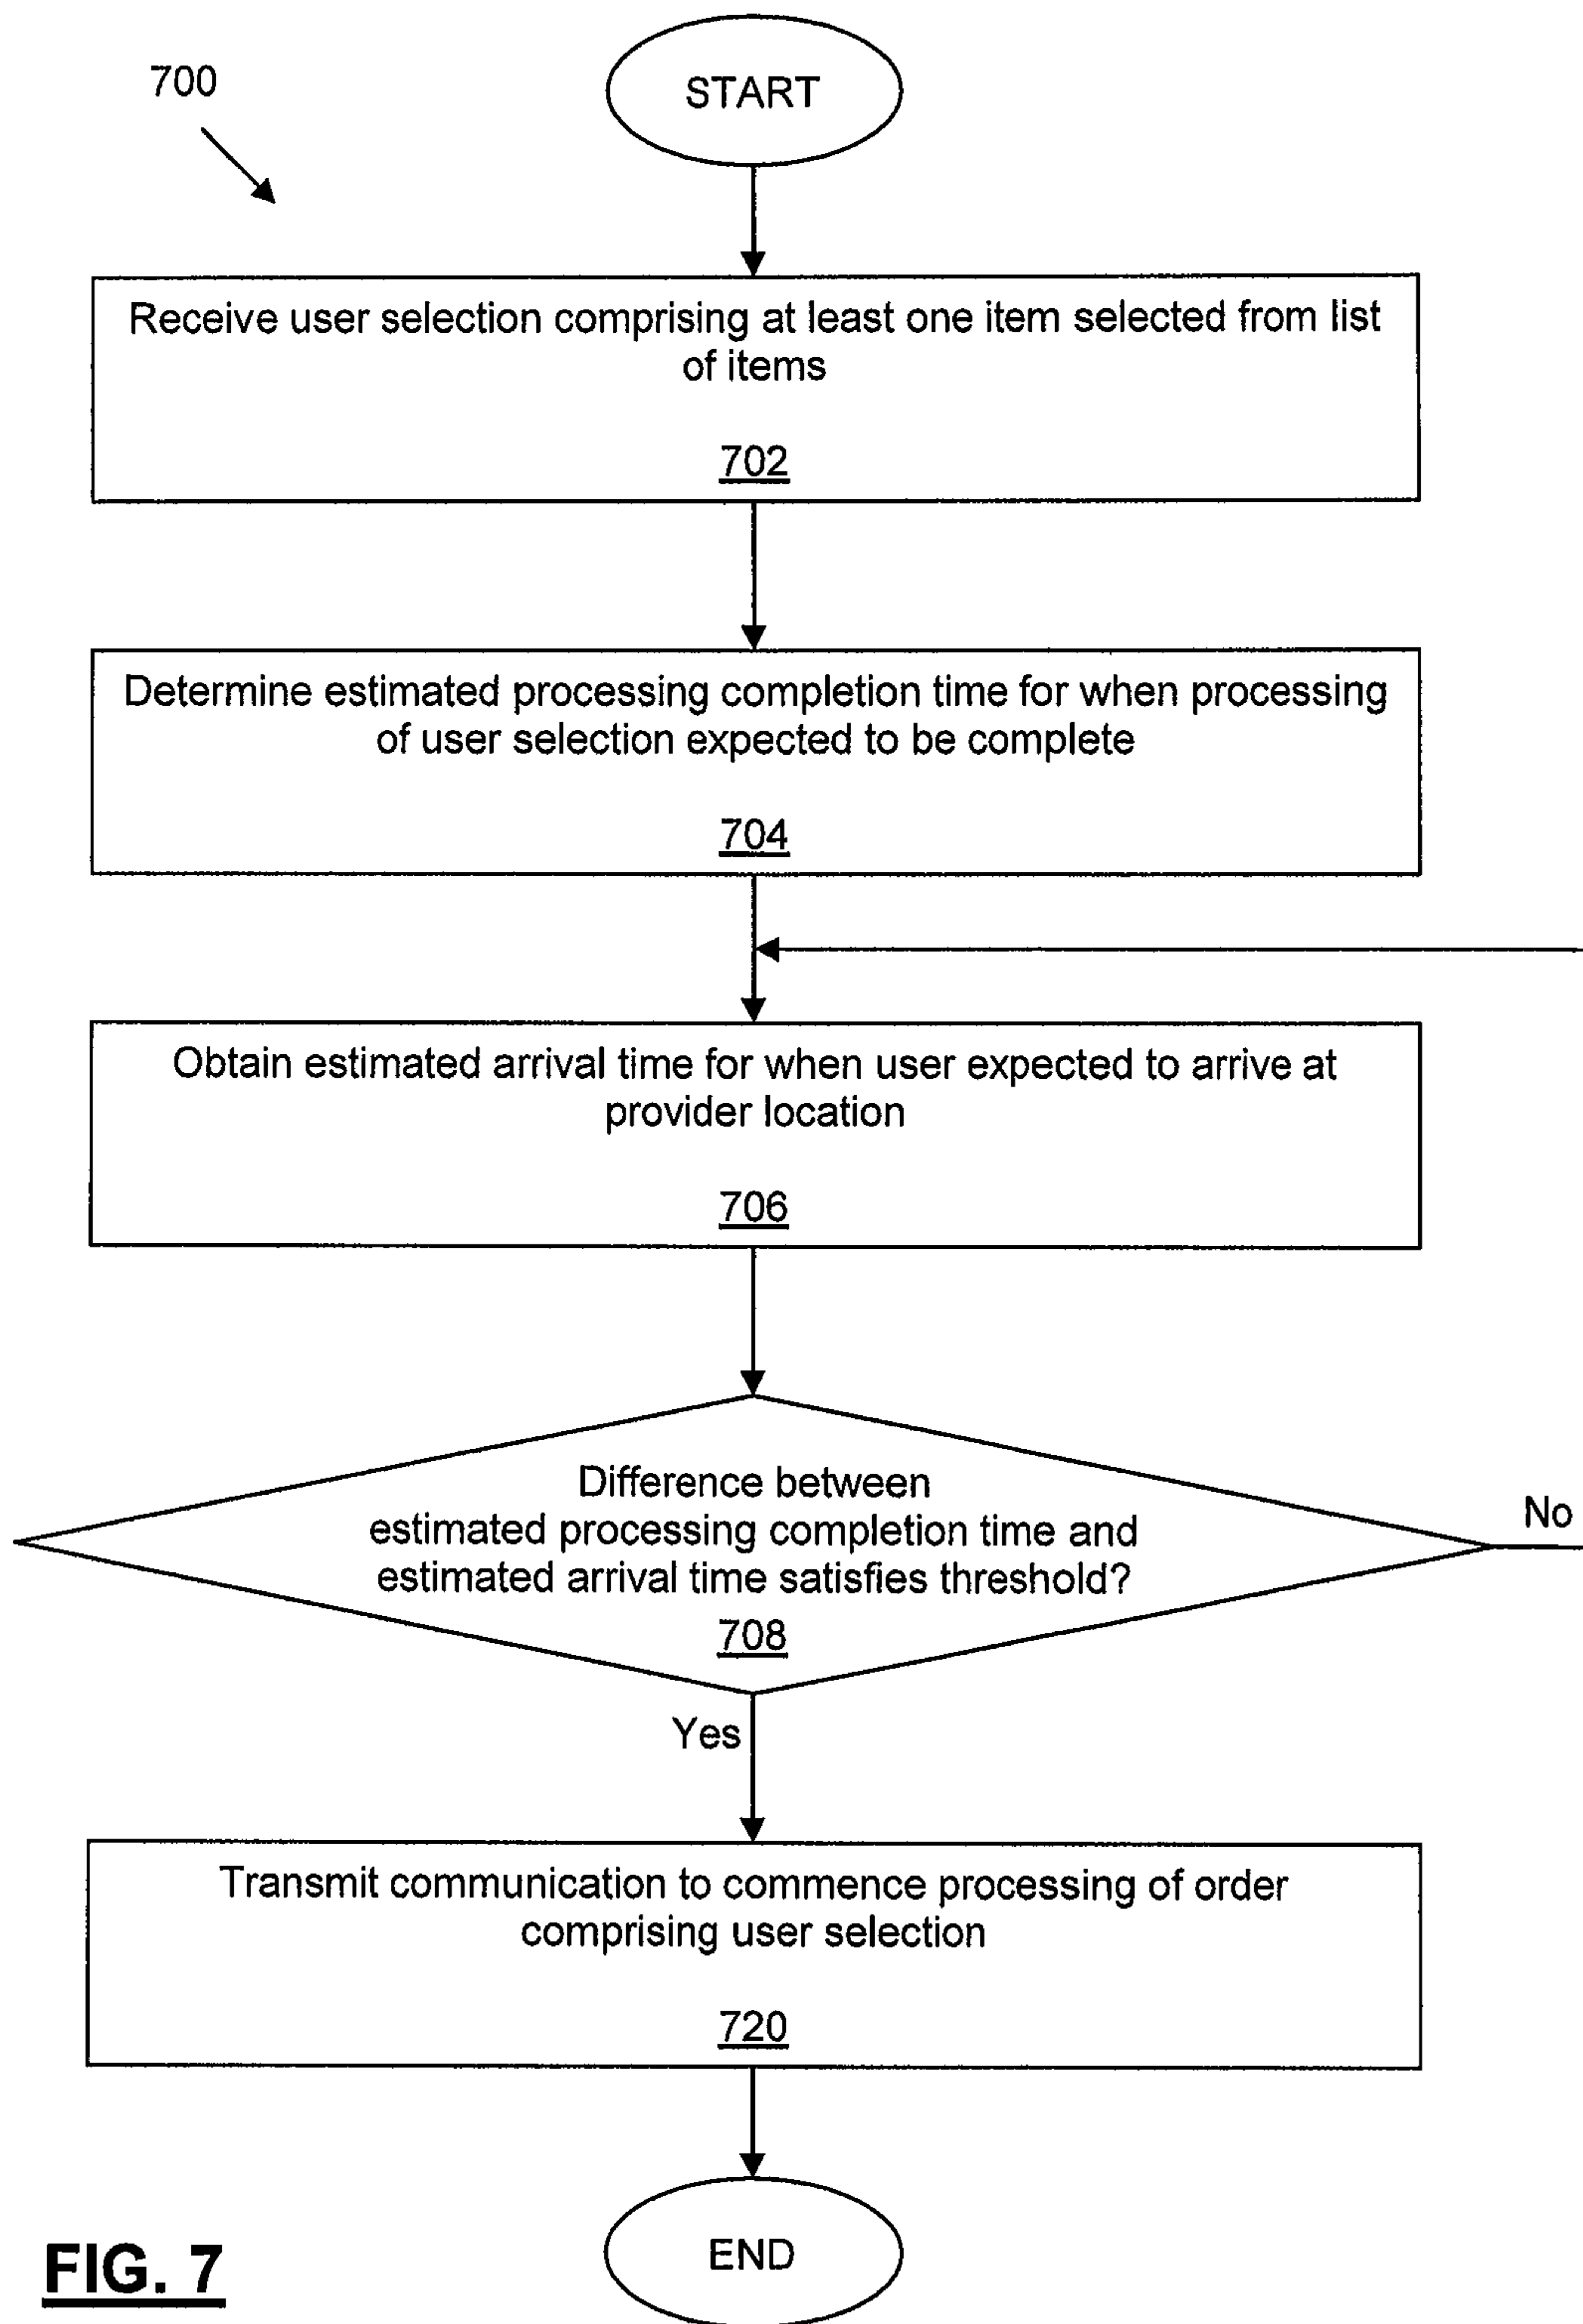 700
START
Receive user selection comprising at least one item selected from list
of items
702
Determine estimated processing completion time for when processing
of user selection expected to be complete
704
Obtain estimated arrival time for when user expected to arrive at
provider location
706
Difference between
estimated processing completion time and
estimated arrival time satisfies threshold?
708
No
Yes
Transmit communication to commence processing of order
comprising user selection
720
END
FIG. 7